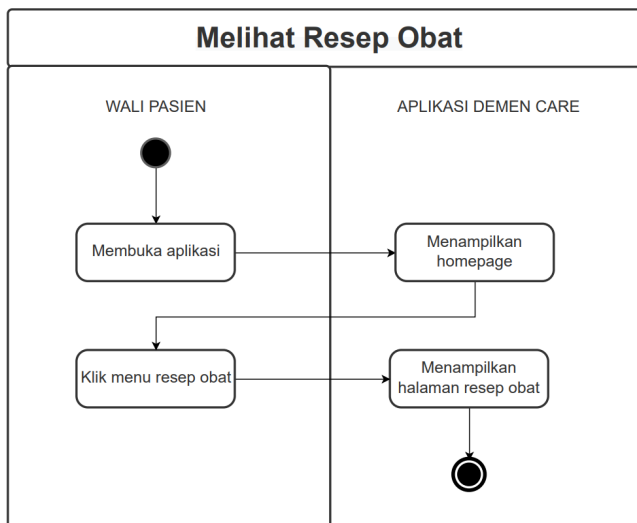 Melihat Resep Obat
WALI PASIEN
APLIKASI DEMEN CARE
Membuka aplikasi
Menampilkan
homepage
Klik menu resep obat
Menampilkan
halaman resep obat